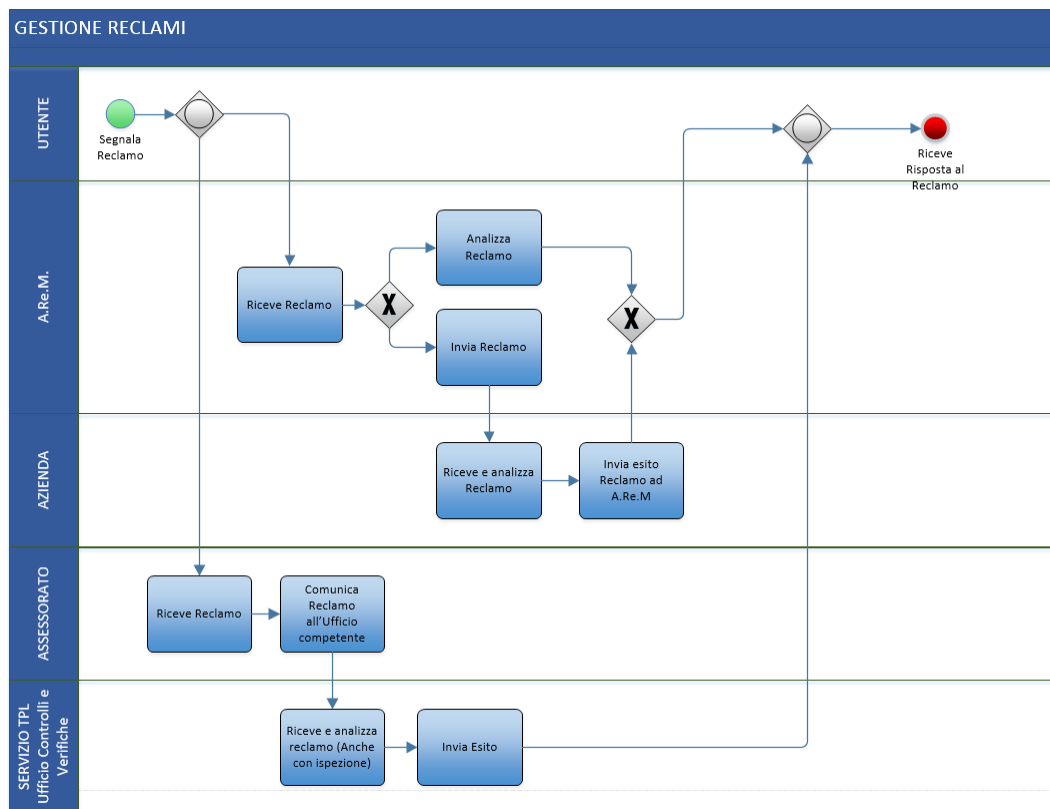 GESTIONE RECLAMI
UTENTE
Segnala
Reclamo
Riceve
Risposta al
Reclamo
A.Re.M.
Riceve Reclamo
X
Analizza
Reclamo
Invia Reclamo
X
AZIENDA
Riceve e analizza
Reclamo
Invia esito
Reclamo ad
A.Re.M
ASSESSORATO
Riceve Reclamo
Comunica
Reclamo
all'Ufficio
competente
SERVIZIO TPL
Ufficio Controlli e
Verifiche
Riceve e analizza
reclamo (Anche
con ispezione)
Invia Esito